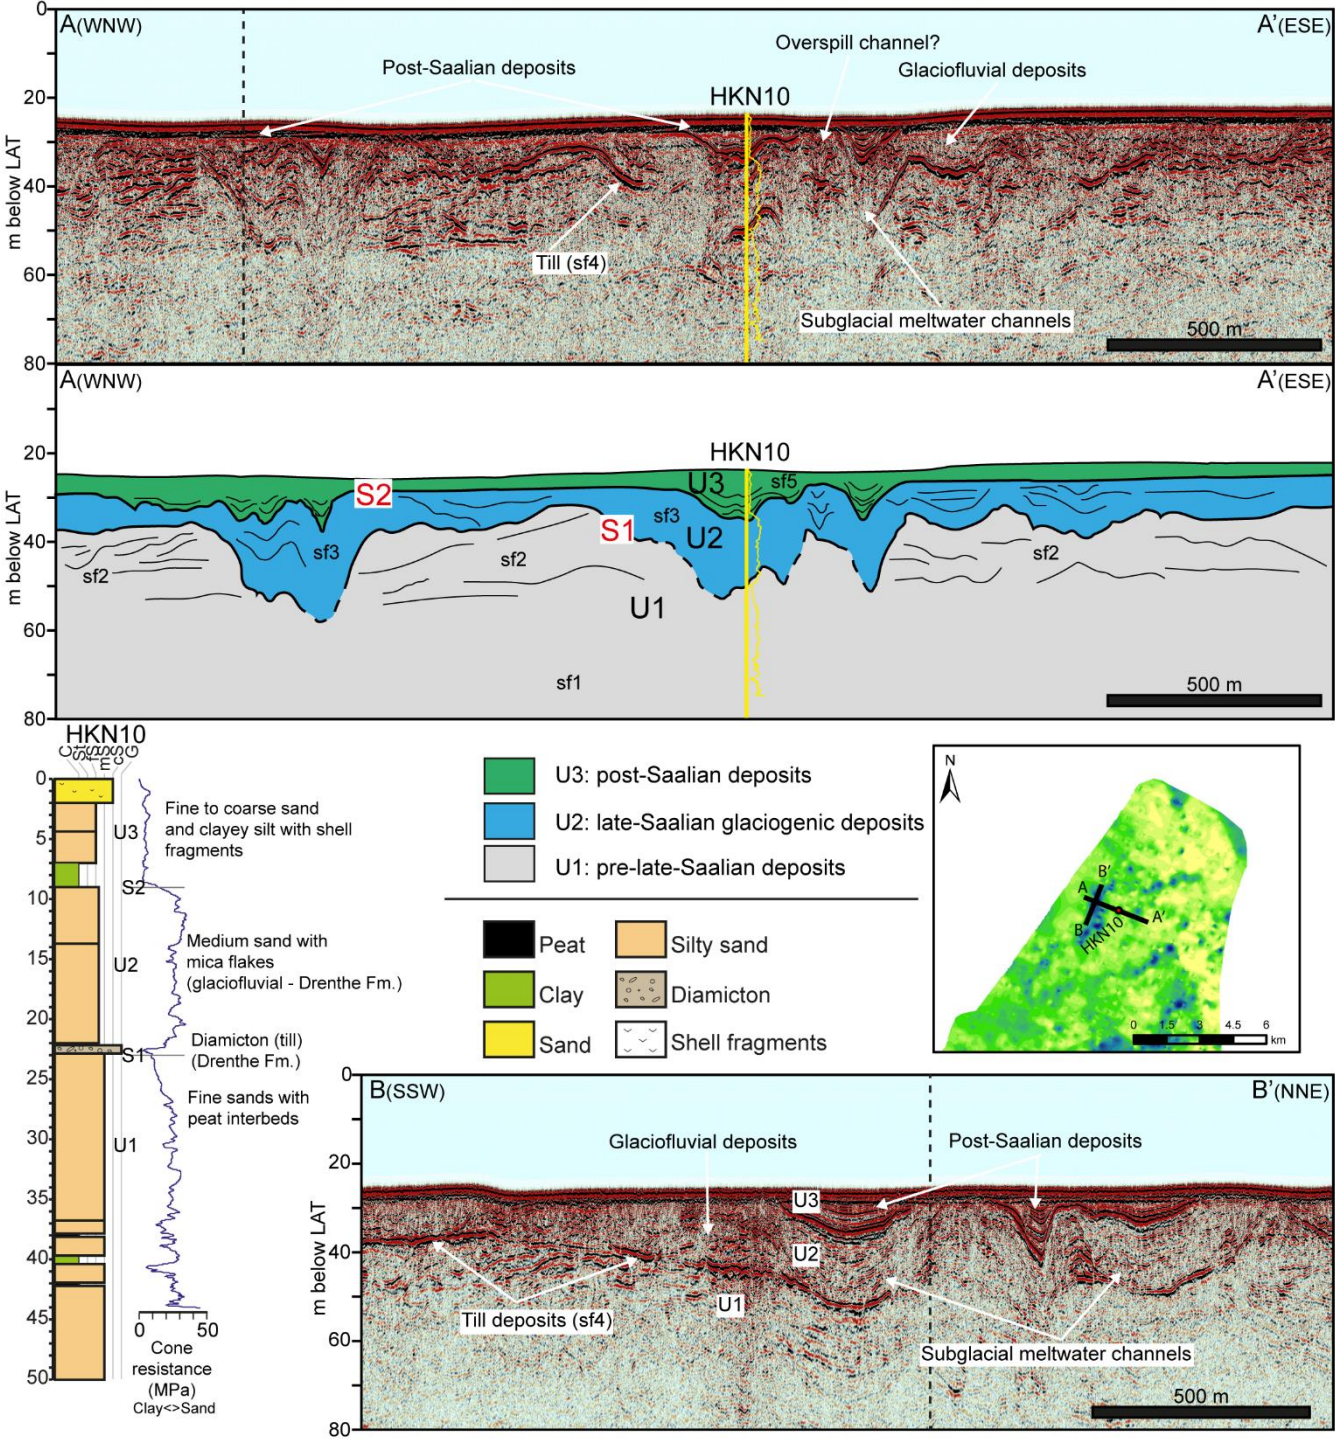 A(WNW)
A'(ESE)
Overspill channel?
Post-Saalian deposits
Glaciofluvial deposits
HKN10
Till (sf4)
Subglacial meltwater channels
500 m
0
20
40
60
80
m below LAT
A(WNW)
A'(ESE)
HKN10
U3
sf5
S2
sf3
S1
U2
sf3
sf2
sf2
sf2
U1
sf1
500 m
20
40
60
80
m below LAT
HKN10
C
St
fS
mS
cS
G
0
5
10
15
20
25
30
35
40
45
50
U3
S2
U2
S1
U1
Fine to coarse sand
and clayey silt with shell
fragments
Medium sand with
mica flakes
(glaciofluvial - Drenthe Fm.)
Diamicton (till)
(Drenthe Fm.)
Fine sands with
peat interbeds
0 50
Cone
resistance
(MPa)
Clay<>Sand
U3: post-Saalian deposits
U2: late-Saalian glaciogenic deposits
U1: pre-late-Saalian deposits
Peat
Silty sand
Clay
Diamicton
Sand
Shell fragments
N
B'
A
B
A'
HKN10
0 1.5 3 4.5 6
km
B(SSW)
B'(NNE)
Glaciofluvial deposits
Post-Saalian deposits
U3
U2
U1
Till deposits (sf4)
Subglacial meltwater channels
500 m
0
20
40
60
80
m below LAT